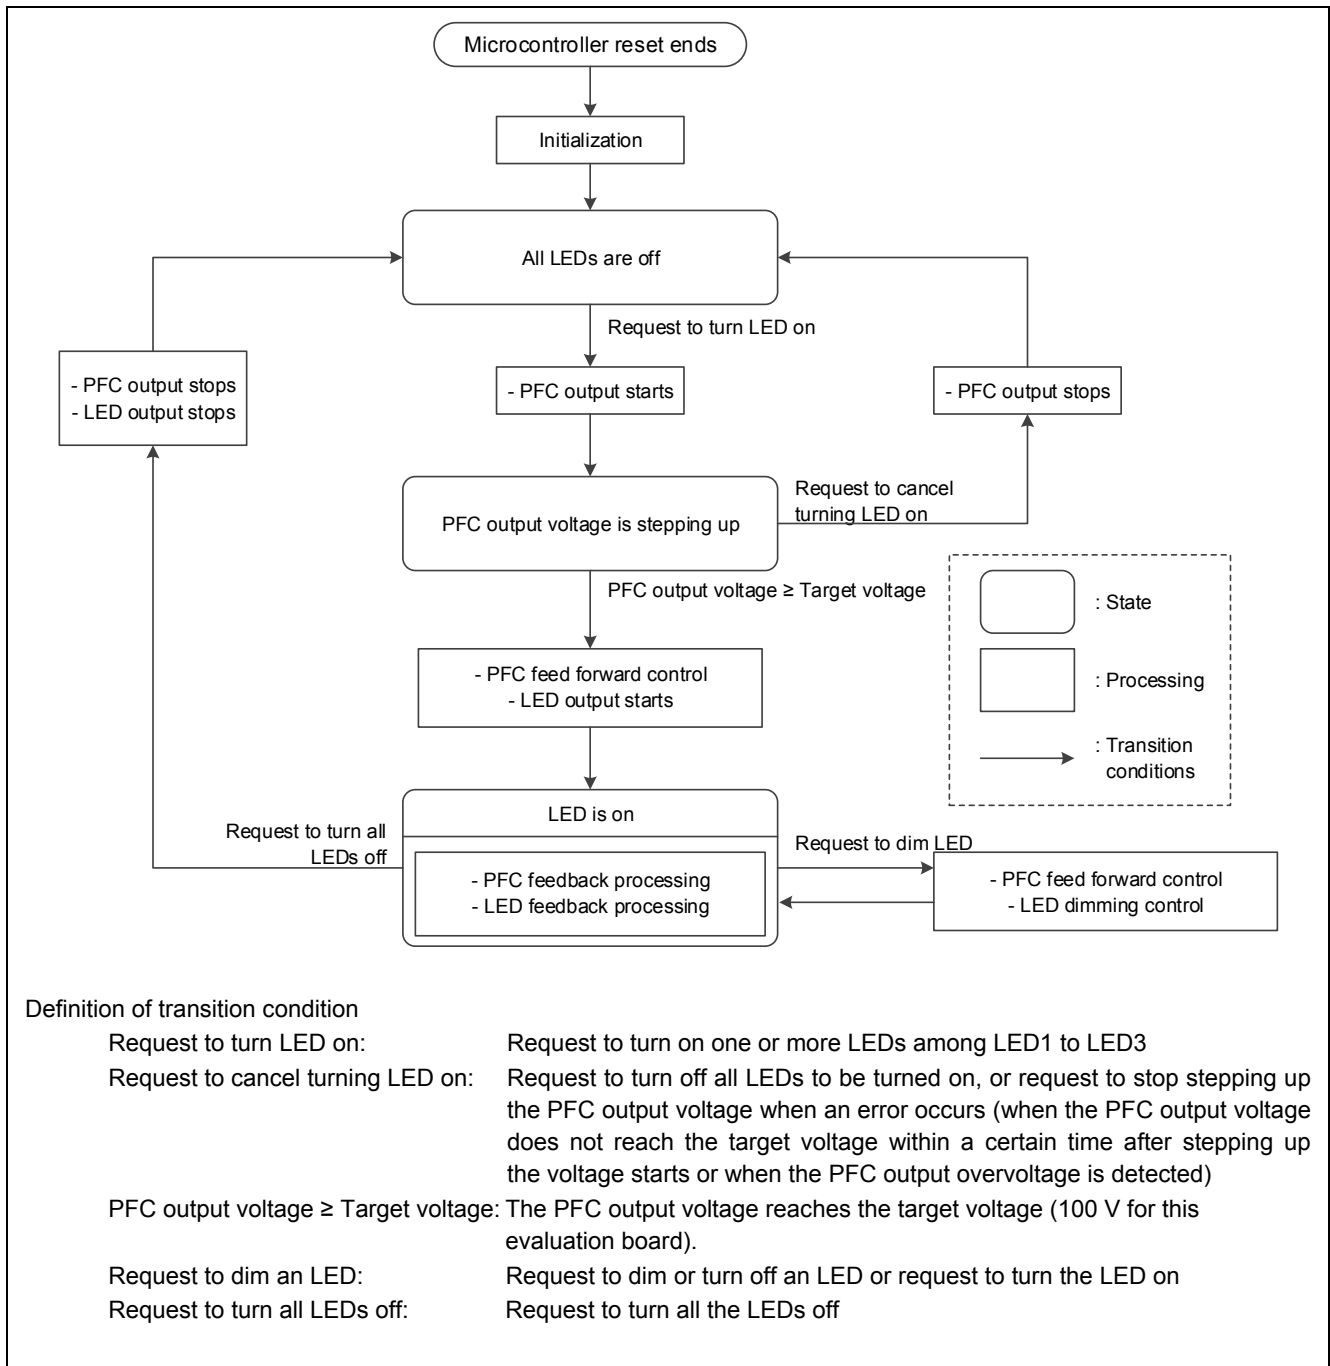 Microcontroller reset ends
Initialization
All LEDs are off
Request to turn LED on
- PFC output stops
- LED output stops
- PFC output starts
- PFC output stops
Request to cancel
turning LED on
PFC output voltage is stepping up
PFC output voltage ≥ Target voltage
: State
- PFC feed forward control
- LED output starts
: Processing
: Transition
conditions
LED is on
Request to turn all
LEDs off
Request to dim LED
- PFC feedback processing
- LED feedback processing
- PFC feed forward control
- LED dimming control
Definition of transition condition
Request to turn LED on: Request to turn on one or more LEDs among LED1 to LED3
Request to cancel turning LED on: Request to turn off all LEDs to be turned on, or request to stop stepping up
the PFC output voltage when an error occurs (when the PFC output voltage
does not reach the target voltage within a certain time after stepping up
the voltage starts or when the PFC output overvoltage is detected)
PFC output voltage ≥ Target voltage: The PFC output voltage reaches the target voltage (100 V for this
evaluation board).
Request to dim an LED: Request to dim or turn off an LED or request to turn the LED on
Request to turn all LEDs off: Request to turn all the LEDs off